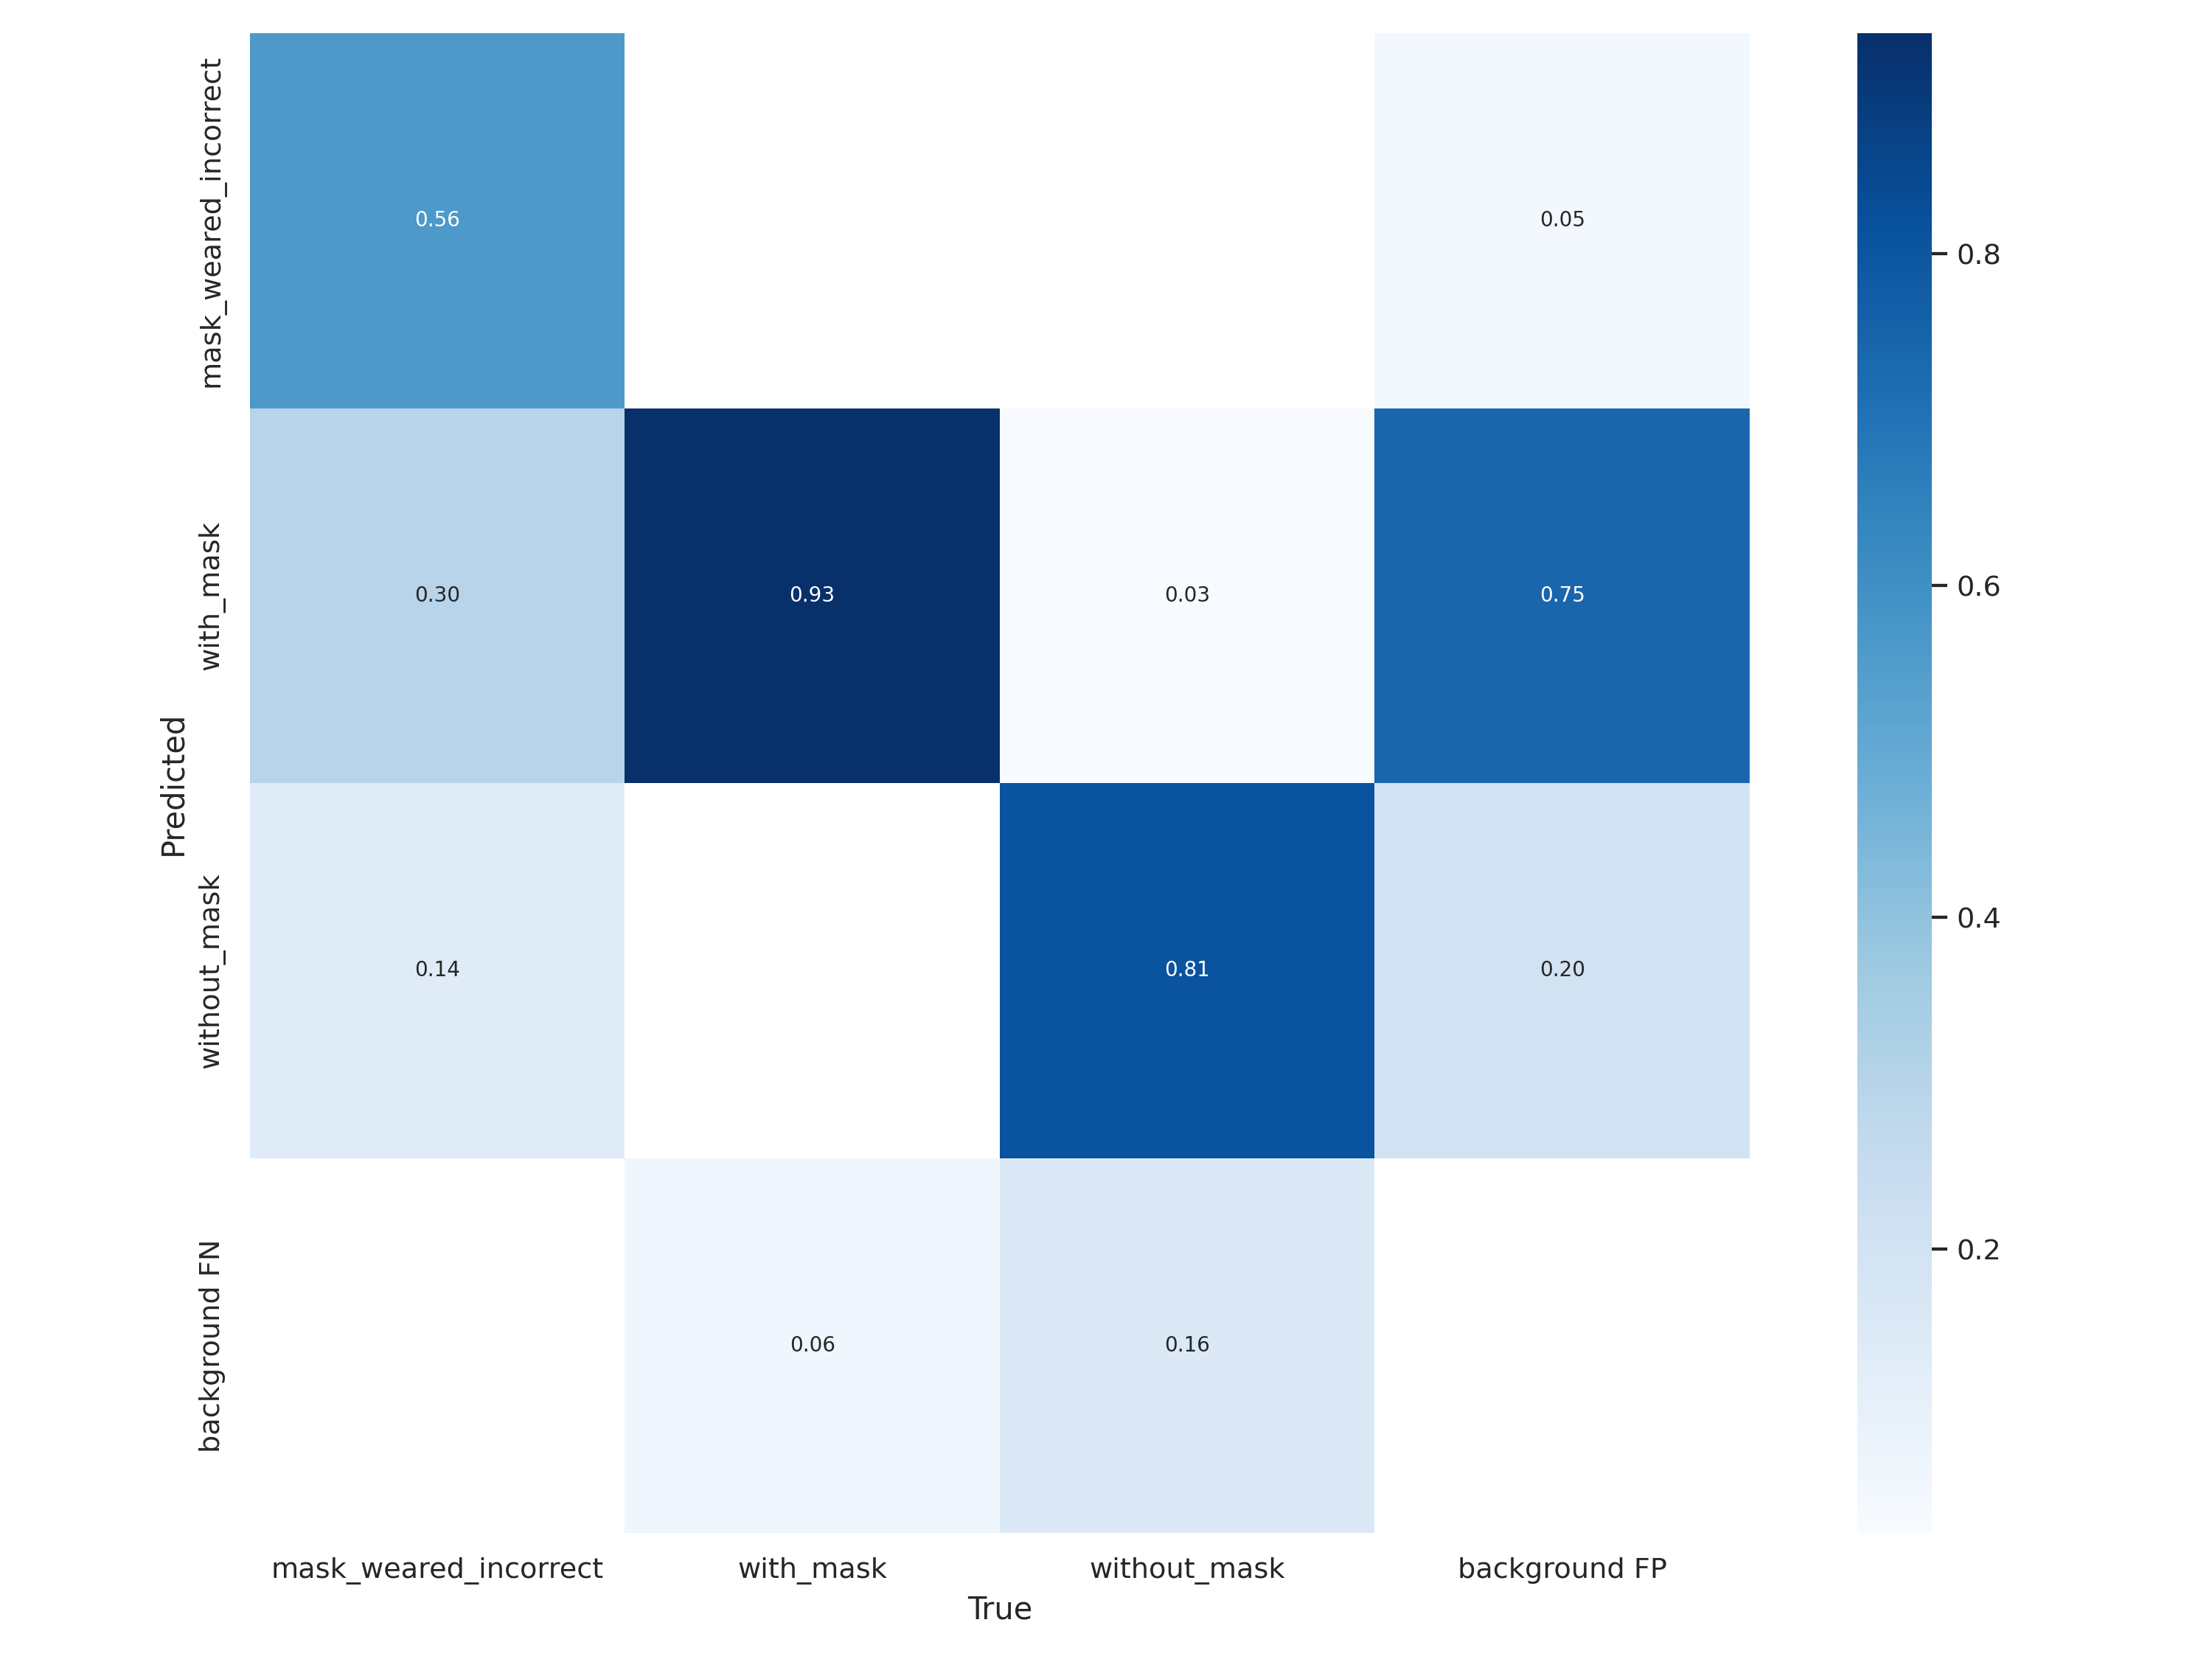 mask_weared_incorrect
with_mask
without_mask
background FN
Predicted
0.56
0.05
0.30
0.93
0.03
0.75
0.14
0.81
0.20
0.06
0.16
mask_weared_incorrect
with_mask
without_mask
background FP
True
0.8
0.6
0.4
0.2